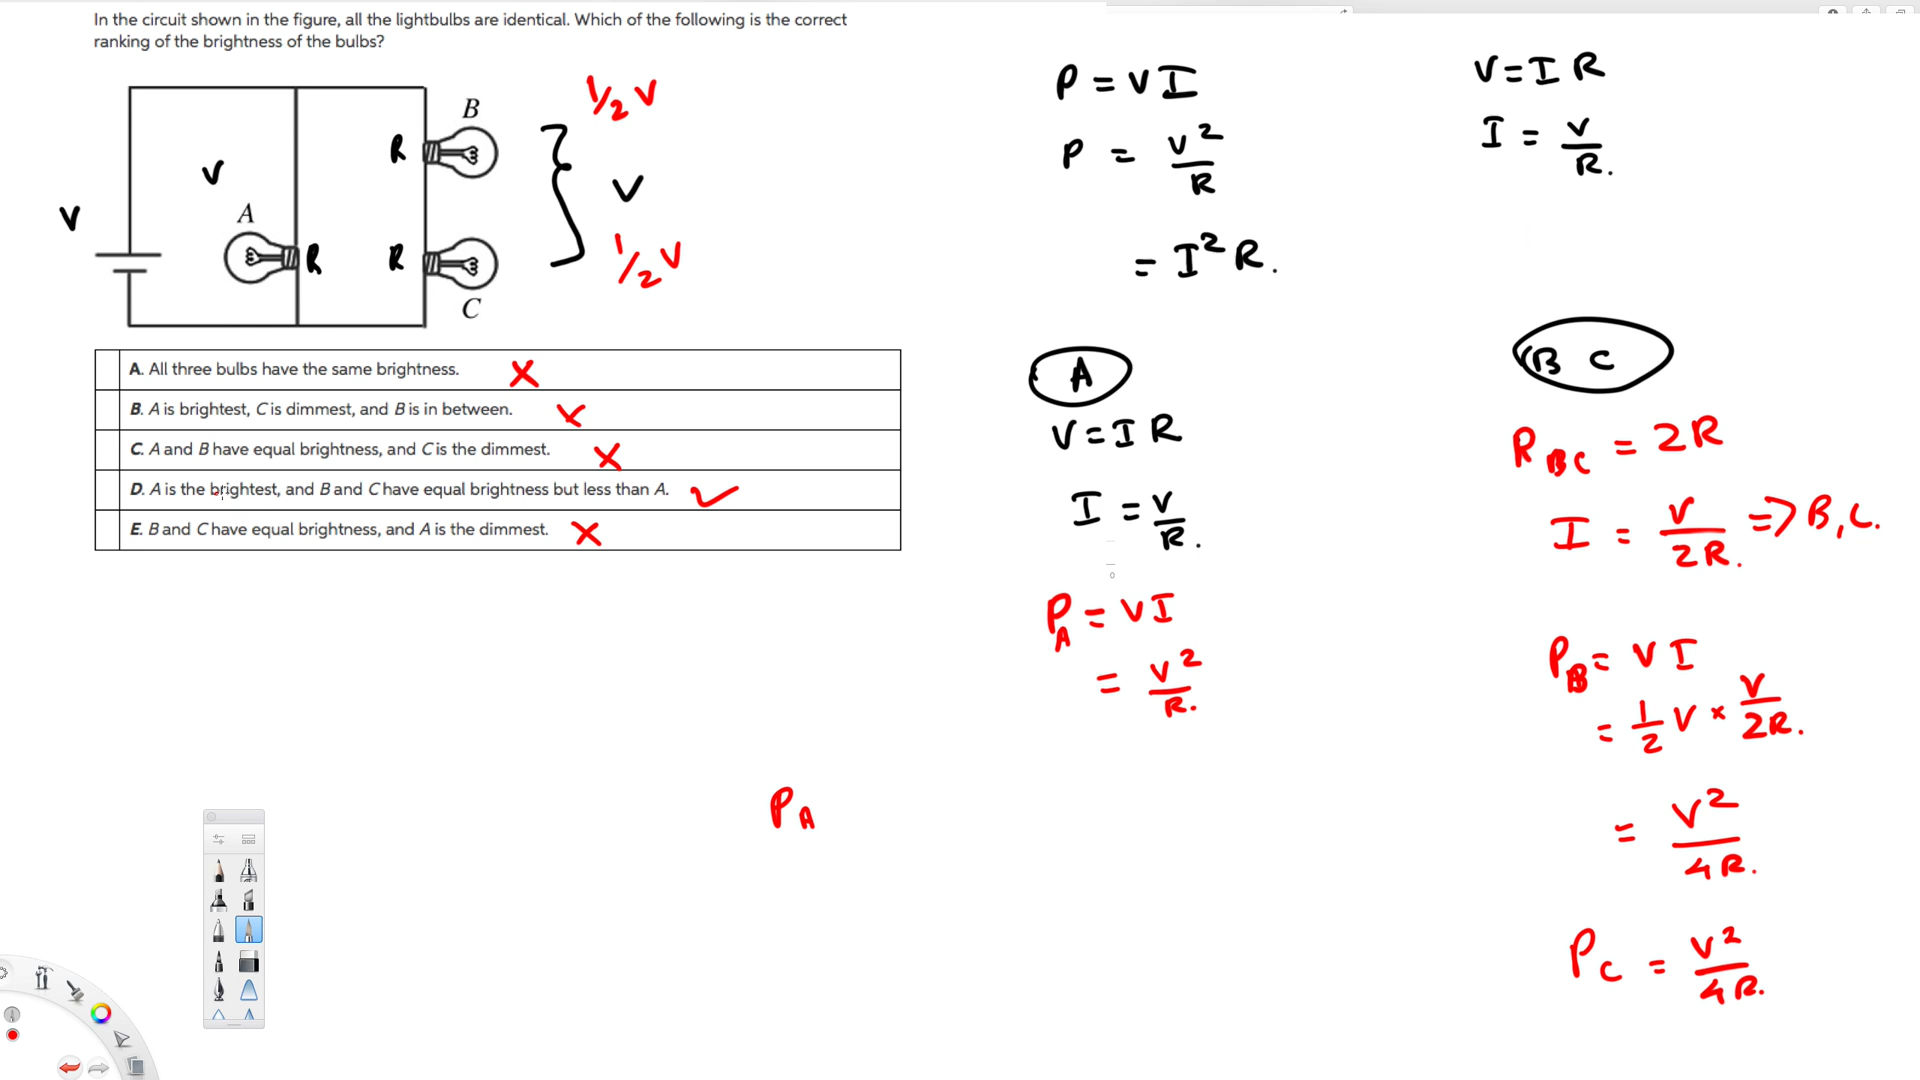 In the circuit shown in the figure, all the lightbulbs are identical. Which of the following is the correct
ranking of the brightness of the bulbs?
B
R
1/2 V
V
A
V
V
R
R
1/2 V
C
A. All three bulbs have the same brightness. X
B. A is brightest, C is dimmest, and B is in between. X
C. A and B have equal brightness, and C is the dimmest. X
D. A is the brightest, and B and C have equal brightness but less than A. ✓
E. B and C have equal brightness, and A is the dimmest. X
P_A
P = VI
P = V²/R
= I²R.
V = IR
I = V/R.
A
V = IR
I = V/R.
0
P_A = VI
= V²/R.
B C
R_BC = 2R
I = V/2R. => B, C.
P_B = VI
= 1/2 V × V/2R.
= V²/4R.
P_C = V²/4R.